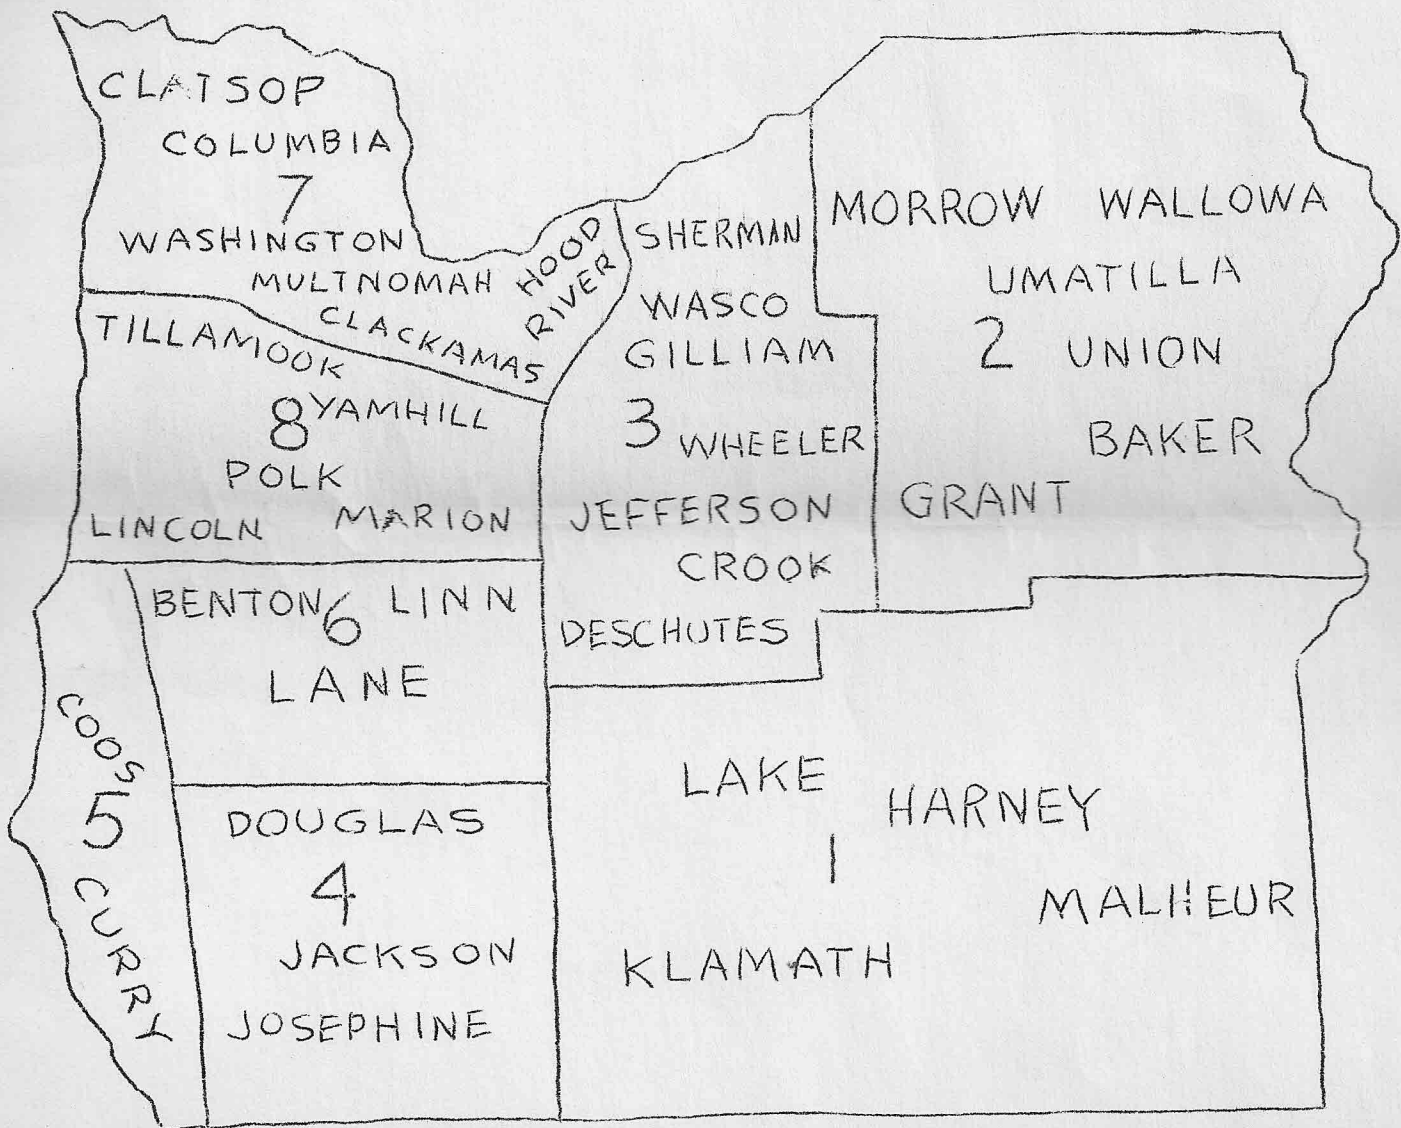 CLATSOP
COLUMBIA
7
WASHINGTON
MULTNOMAH
CLACKAMAS
HOOD
RIVER
TILLAMOOK
8 YAMHILL
POLK
LINCOLN MARION
BENTON 6 LINN
LANE
COOS
5
CURRY
DOUGLAS
4
JACKSON
JOSEPHINE
SHERMAN
WASCO
GILLIAM
3 WHEELER
JEFFERSON
CROOK
DESCHUTES
MORROW WALLOWA
UMATILLA
2 UNION
BAKER
GRANT
LAKE HARNEY
1
MALHEUR
KLAMATH